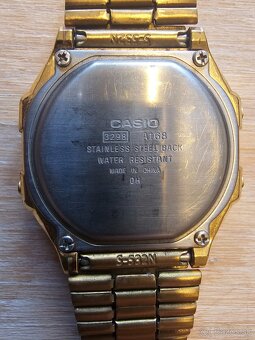 CASIO
3298 A168
STAINLESS STEEL BACK
WATER RESISTANT
MADE IN CHINA